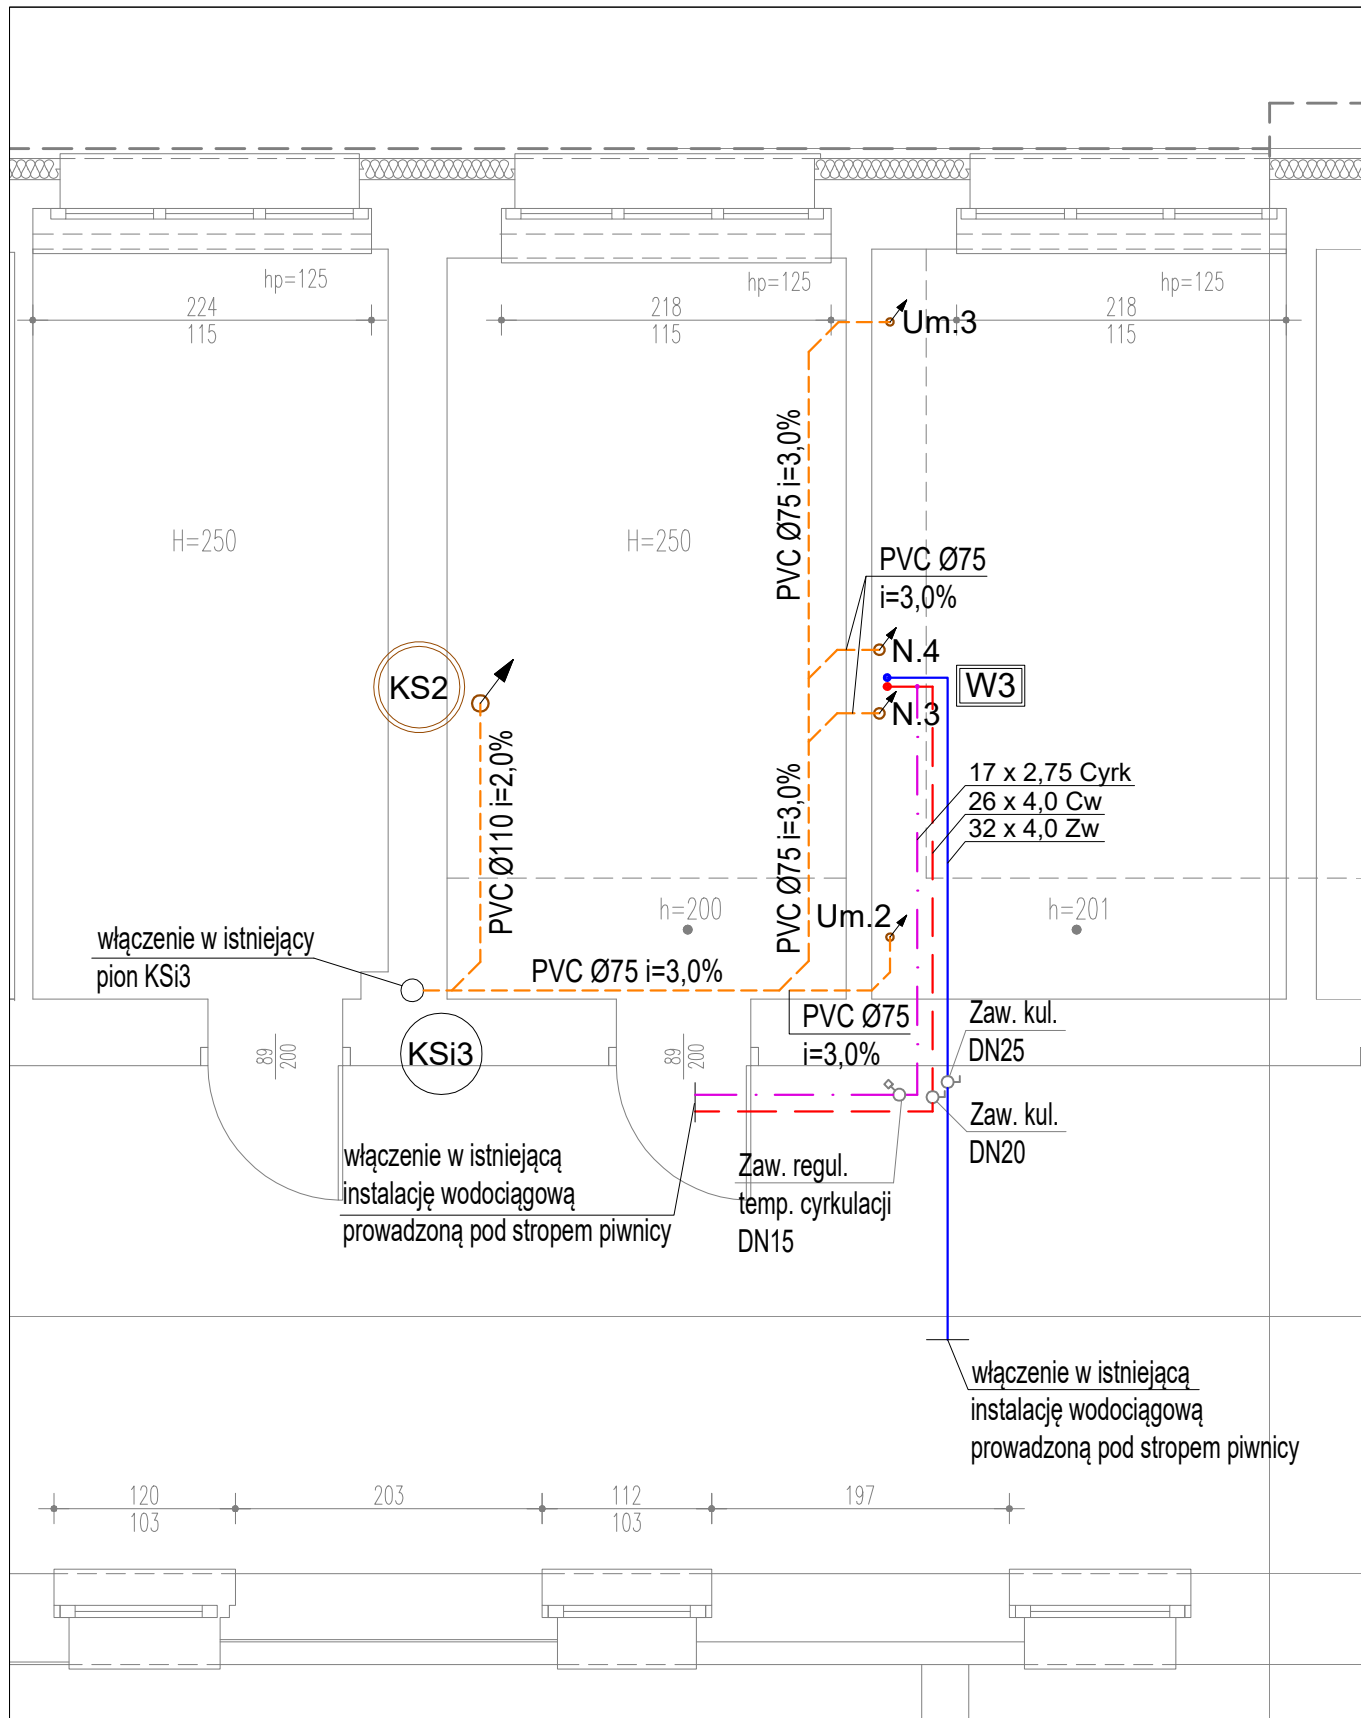 hp=125
hp=125
hp=125
224
115
218
115
218
115
Um.3
PVC Ø75 i=3,0%
H=250
H=250
PVC Ø75
i=3,0%
N.4
KS2
W3
N.3
PVC Ø110 i=2,0%
PVC Ø75 i=3,0%
17 x 2,75 Cyrk
26 x 4,0 Cw
32 x 4,0 Zw
h=200
Um.2
h=201
włączenie w istniejący
pion KSi3
PVC Ø75 i=3,0%
PVC Ø75
i=3,0%
Zaw. kul.
DN25
KSi3
89
200
89
200
Zaw. kul.
DN20
włączenie w istniejącą
instalację wodociągową
prowadzoną pod stropem piwnicy
Zaw. regul.
temp. cyrkulacji
DN15
włączenie w istniejącą
instalację wodociągową
prowadzoną pod stropem piwnicy
120
103
203
112
103
197